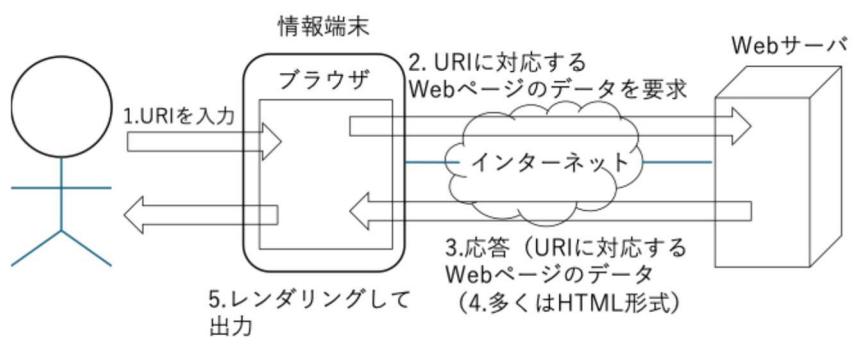 情報端末
Webサーバ
ブラウザ
2. URIに対応する
Webページのデータを要求
1.URIを入力
インターネット
3.応答（URIに対応する
Webページのデータ
（4.多くはHTML形式）
5.レンダリングして
出力